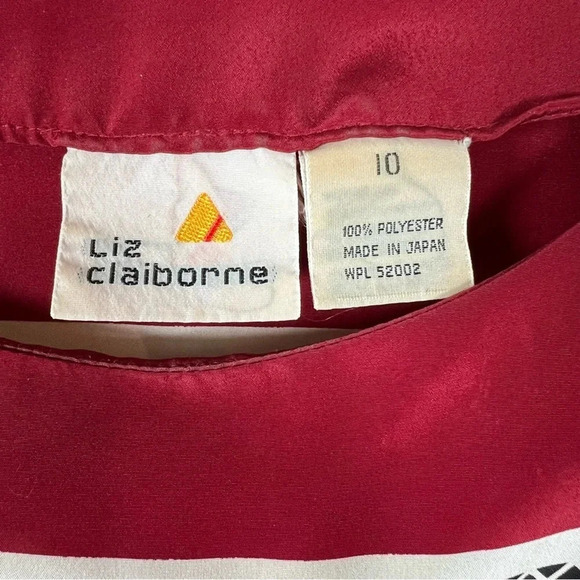 Liz
claiborne
10
100% POLYESTER
MADE IN JAPAN
WPL 52002